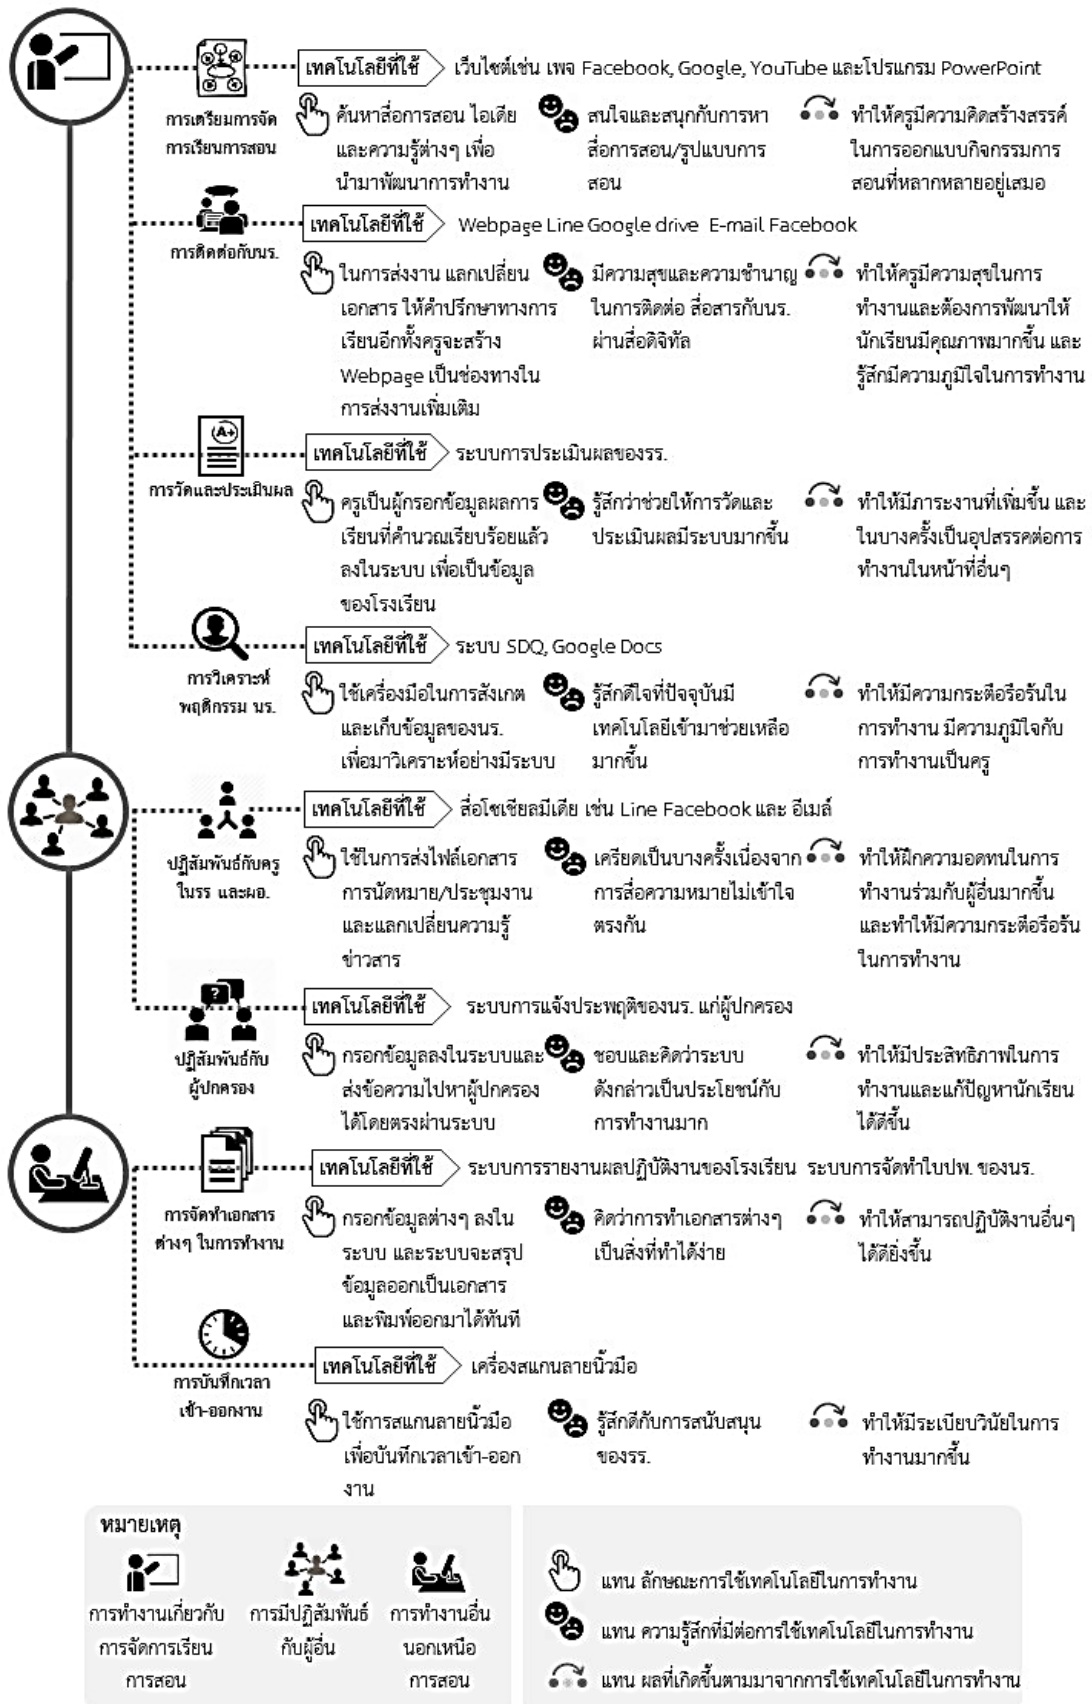 เทคโนโลยีที่ใช้ เว็บไซต์เช่น เพจ Facebook, Google, YouTube และโปรแกรม PowerPoint
การเตรียมการจัด
การเรียนการสอน
ค้นหาสื่อการสอน ไอเดีย
และความรู้ต่างๆ เพื่อ
นำมาพัฒนาการทำงาน
สนใจและสนุกกับการหา
สื่อการสอน/รูปแบบการ
สอน
ทำให้ครูมีความคิดสร้างสรรค์
ในการออกแบบกิจกรรมการ
สอนที่หลากหลายอยู่เสมอ
เทคโนโลยีที่ใช้ Webpage Line Google drive E-mail Facebook
การติดต่อกับนร.
ในการส่งงาน แลกเปลี่ยน
เอกสาร ให้คำปรึกษาทางการ
เรียนอีกทั้งครูจะสร้าง
Webpage เป็นช่องทางใน
การส่งงานเพิ่มเติม
มีความสุขและความชำนาญ
ในการติดต่อ สื่อสารกับนร.
ผ่านสื่อดิจิทัล
ทำให้ครูมีความสุขในการ
ทำงานและต้องการพัฒนาให้
นักเรียนมีคุณภาพมากขึ้น และ
รู้สึกมีความภูมิใจในการทำงาน
A+
เทคโนโลยีที่ใช้ ระบบการประเมินผลของรร.
การวัดและประเมินผล
ครูเป็นผู้กรอกข้อมูลผลการ
เรียนที่คำนวณเรียบร้อยแล้ว
ลงในระบบ เพื่อเป็นข้อมูล
ของโรงเรียน
รู้สึกว่าช่วยให้การวัดและ
ประเมินผลมีระบบมากขึ้น
ทำให้มีภาระงานที่เพิ่มขึ้น และ
ในบางครั้งเป็นอุปสรรคต่อการ
ทำงานในหน้าที่อื่นๆ
เทคโนโลยีที่ใช้ ระบบ SDQ, Google Docs
การวิเคราะห์
พฤติกรรม นร.
ใช้เครื่องมือในการสังเกต
และเก็บข้อมูลของนร.
เพื่อมาวิเคราะห์อย่างมีระบบ
รู้สึกดีใจที่ปัจจุบันมี
เทคโนโลยีเข้ามาช่วยเหลือ
มากขึ้น
ทำให้มีความกระตือรือร้นใน
การทำงาน มีความภูมิใจกับ
การทำงานเป็นครู
เทคโนโลยีที่ใช้ สื่อโซเชียลมีเดีย เช่น Line Facebook และ อีเมล์
ปฏิสัมพันธ์กับครู
ในรร และผอ.
ใช้ในการส่งไฟล์เอกสาร
การนัดหมาย/ประชุมงาน
และแลกเปลี่ยนความรู้
ข่าวสาร
เครียดเป็นบางครั้งเนื่องจาก
การสื่อความหมายไม่เข้าใจ
ตรงกัน
ทำให้ฝึกความอดทนในการ
ทำงานร่วมกับผู้อื่นมากขึ้น
และทำให้มีความกระตือรือร้น
ในการทำงาน
?
เทคโนโลยีที่ใช้ ระบบการแจ้งประพฤติของนร. แก่ผู้ปกครอง
ปฏิสัมพันธ์กับ
ผู้ปกครอง
กรอกข้อมูลลงในระบบและ
ส่งข้อความไปหาผู้ปกครอง
ได้โดยตรงผ่านระบบ
ชอบและคิดว่าระบบ
ดังกล่าวเป็นประโยชน์กับ
การทำงานมาก
ทำให้มีประสิทธิภาพในการ
ทำงานและแก้ปัญหานักเรียน
ได้ดีขึ้น
เทคโนโลยีที่ใช้ ระบบการรายงานผลปฏิบัติงานของโรงเรียน ระบบการจัดทำใบปพ. ของนร.
การจัดทำเอกสาร
ต่างๆ ในการทำงาน
กรอกข้อมูลต่างๆ ลงใน
ระบบ และระบบจะสรุป
ข้อมูลออกเป็นเอกสาร
และพิมพ์ออกมาได้ทันที
คิดว่าการทำเอกสารต่างๆ
เป็นสิ่งที่ทำได้ง่าย
ทำให้สามารถปฏิบัติงานอื่นๆ
ได้ดียิ่งขึ้น
เทคโนโลยีที่ใช้ เครื่องสแกนลายนิ้วมือ
การบันทึกเวลา
เข้า-ออกงาน
ใช้การสแกนลายนิ้วมือ
เพื่อบันทึกเวลาเข้า-ออก
งาน
รู้สึกดีกับการสนับสนุน
ของรร.
ทำให้มีระเบียบวินัยในการ
ทำงานมากขึ้น
หมายเหตุ
การทำงานเกี่ยวกับ
การจัดการเรียน
การสอน
การมีปฏิสัมพันธ์
กับผู้อื่น
การทำงานอื่น
นอกเหนือ
การสอน
แทน ลักษณะการใช้เทคโนโลยีในการทำงาน
แทน ความรู้สึกที่มีต่อการใช้เทคโนโลยีในการทำงาน
แทน ผลที่เกิดขึ้นตามมาจากการใช้เทคโนโลยีในการทำงาน